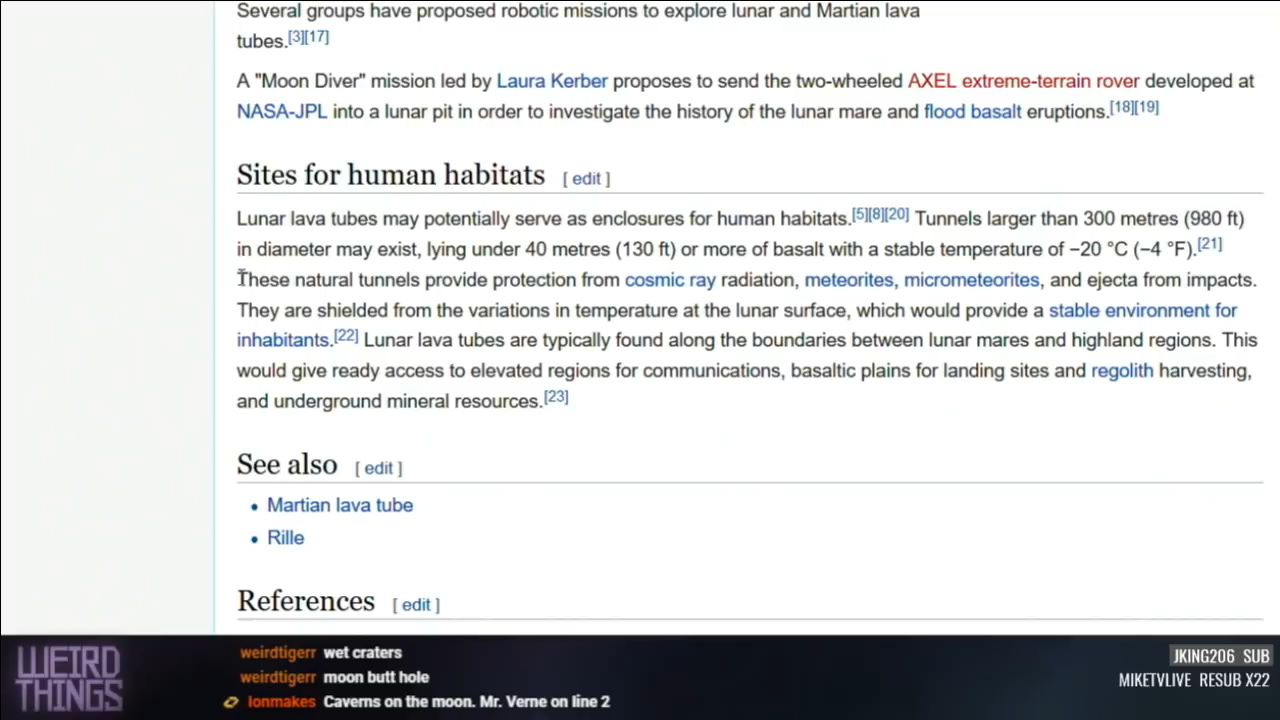 Several groups have proposed robotic missions to explore lunar and Martian lava
tubes.[3][17]
A "Moon Diver" mission led by Laura Kerber proposes to send the two-wheeled AXEL extreme-terrain rover developed at
NASA-JPL into a lunar pit in order to investigate the history of the lunar mare and flood basalt eruptions.[18][19]
Sites for human habitats [ edit ]
Lunar lava tubes may potentially serve as enclosures for human habitats.[5][8][20] Tunnels larger than 300 metres (980 ft)
in diameter may exist, lying under 40 metres (130 ft) or more of basalt with a stable temperature of −20 °C (−4 °F).[21]
These natural tunnels provide protection from cosmic ray radiation, meteorites, micrometeorites, and ejecta from impacts.
They are shielded from the variations in temperature at the lunar surface, which would provide a stable environment for
inhabitants.[22] Lunar lava tubes are typically found along the boundaries between lunar mares and highland regions. This
would give ready access to elevated regions for communications, basaltic plains for landing sites and regolith harvesting,
and underground mineral resources.[23]
See also [ edit ]
• Martian lava tube
• Rille
References [ edit ]
WEIRD
THINGS
weirdtigerr wet craters
weirdtigerr moon butt hole
lonmakes Caverns on the moon. Mr. Verne on line 2
JKING206 SUB
MIKETVLIVE RESUB X22